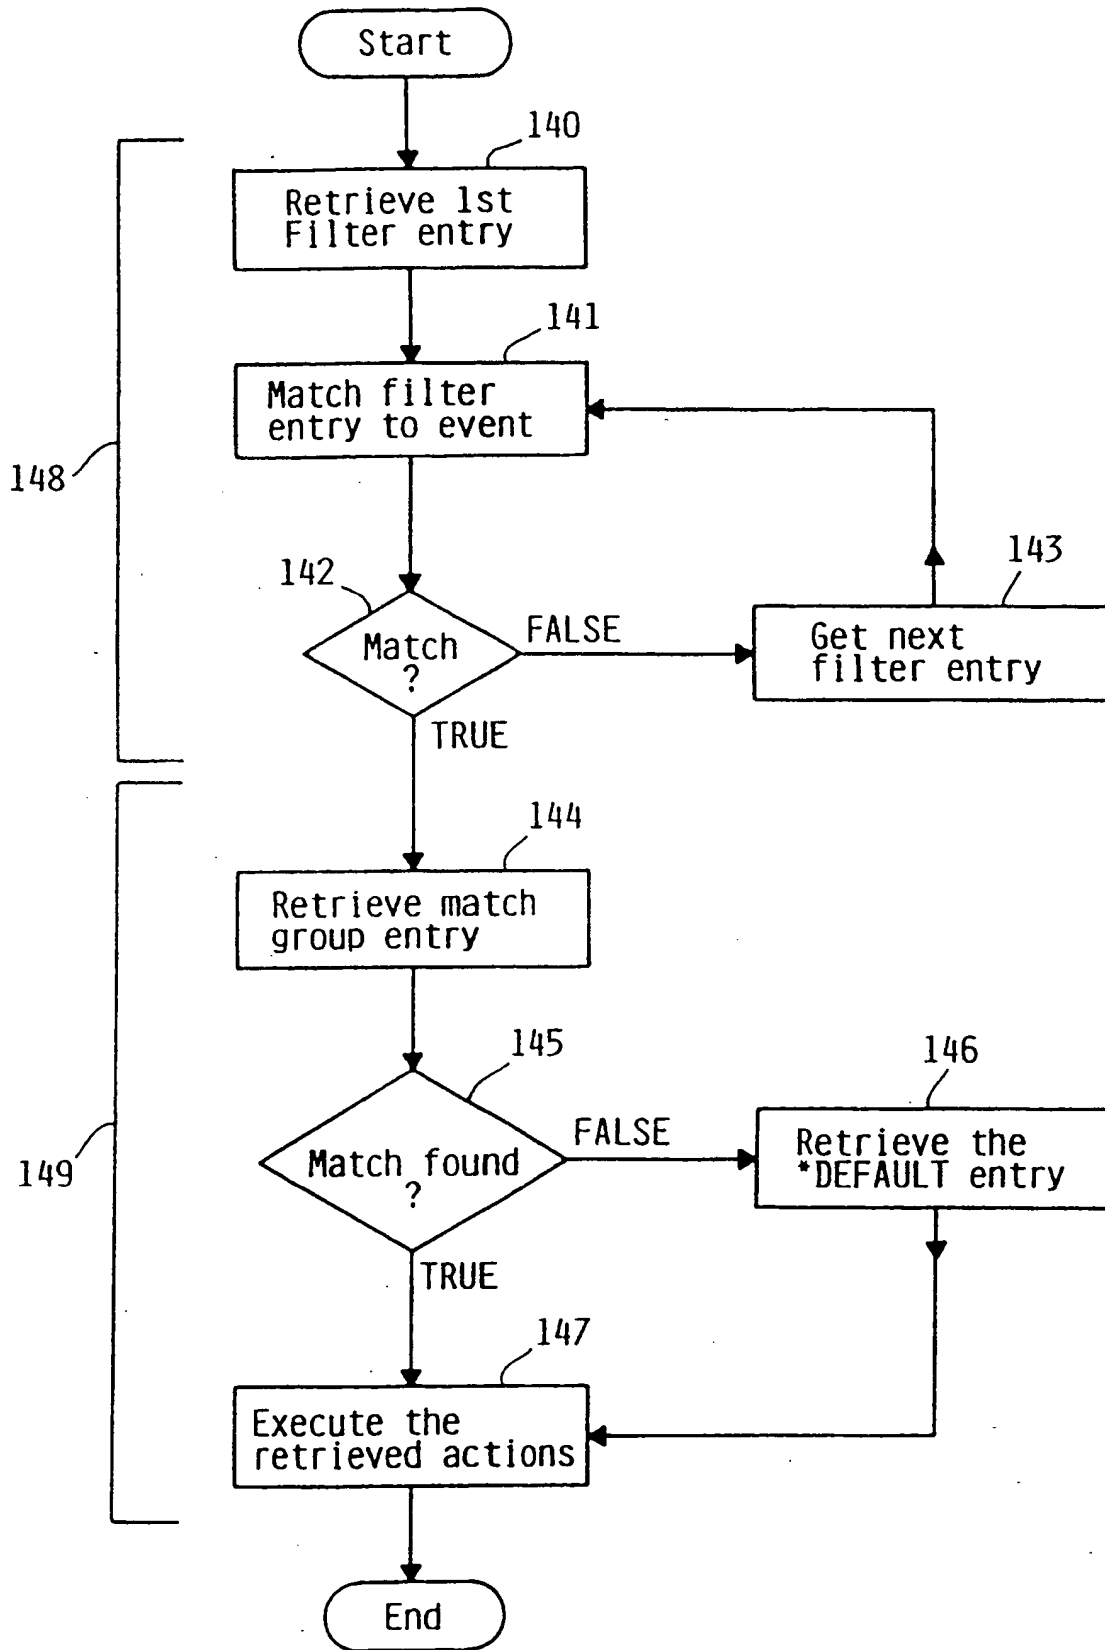 Start
140
Retrieve 1st
Filter entry
141
Match filter
entry to event
148
142
Match
?
FALSE
143
Get next
filter entry
TRUE
144
Retrieve match
group entry
145
Match found
?
FALSE
146
Retrieve the
*DEFAULT entry
149
TRUE
147
Execute the
retrieved actions
End